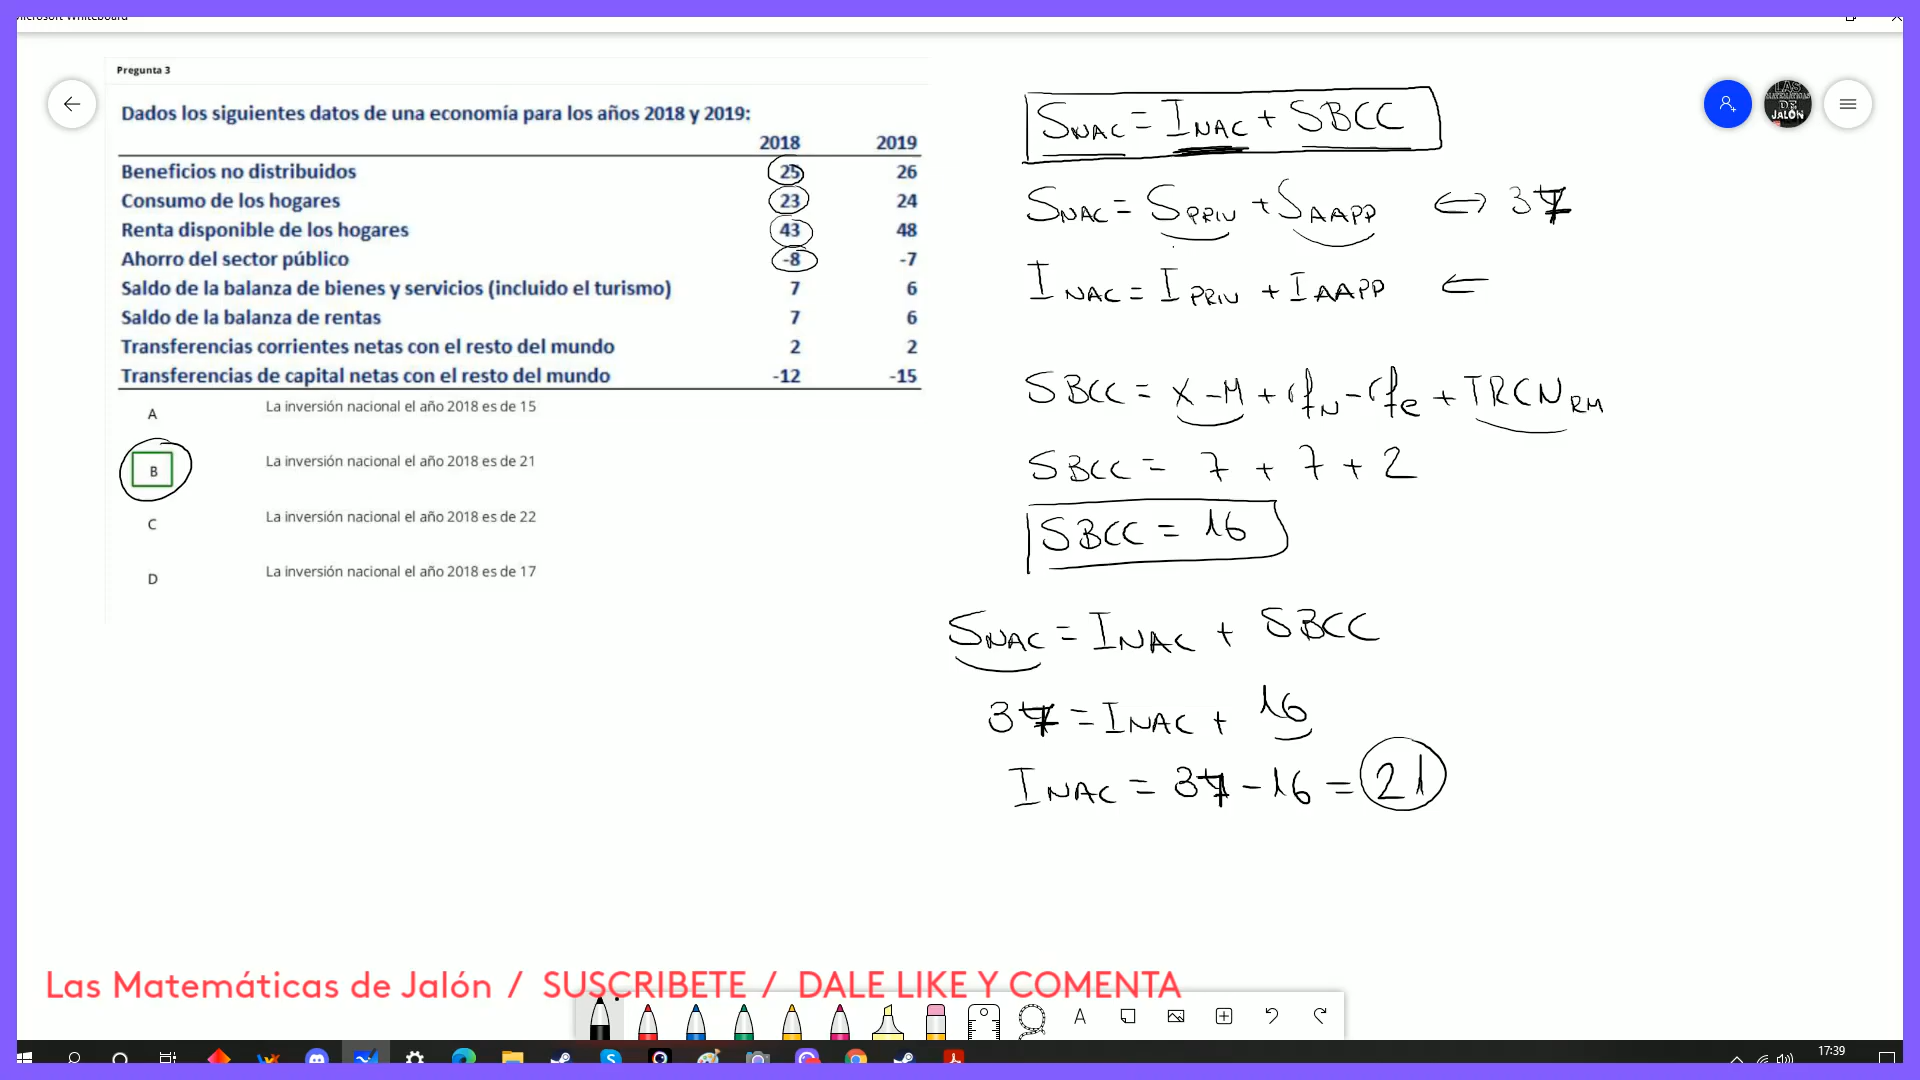 Microsoft Whiteboard
Pregunta 3
Dados los siguientes datos de una economía para los años 2018 y 2019:
2018 2019
Beneficios no distribuidos 25 26
Consumo de los hogares 23 24
Renta disponible de los hogares 43 48
Ahorro del sector público -8 -7
Saldo de la balanza de bienes y servicios (incluido el turismo) 7 6
Saldo de la balanza de rentas 7 6
Transferencias corrientes netas con el resto del mundo 2 2
Transferencias de capital netas con el resto del mundo -12 -15
A La inversión nacional el año 2018 es de 15
B La inversión nacional el año 2018 es de 21
C La inversión nacional el año 2018 es de 22
D La inversión nacional el año 2018 es de 17
SNAC = INAC + SBCC
SNAC = SPRIV + SAAPP ⇔ 37
INAC = IPRIV + IAAPP ⇐
SBCC = X - M + rfN - rfe + TRCNRM
SBCC = 7 + 7 + 2
SBCC = 16
SNAC = INAC + SBCC
37 = INAC + 16
INAC = 37 - 16 = 21
LAS MATEMÁTICAS DE JALÓN
Las Matemáticas de Jalón / SUSCRIBETE / DALE LIKE Y COMENTA
A
17:39